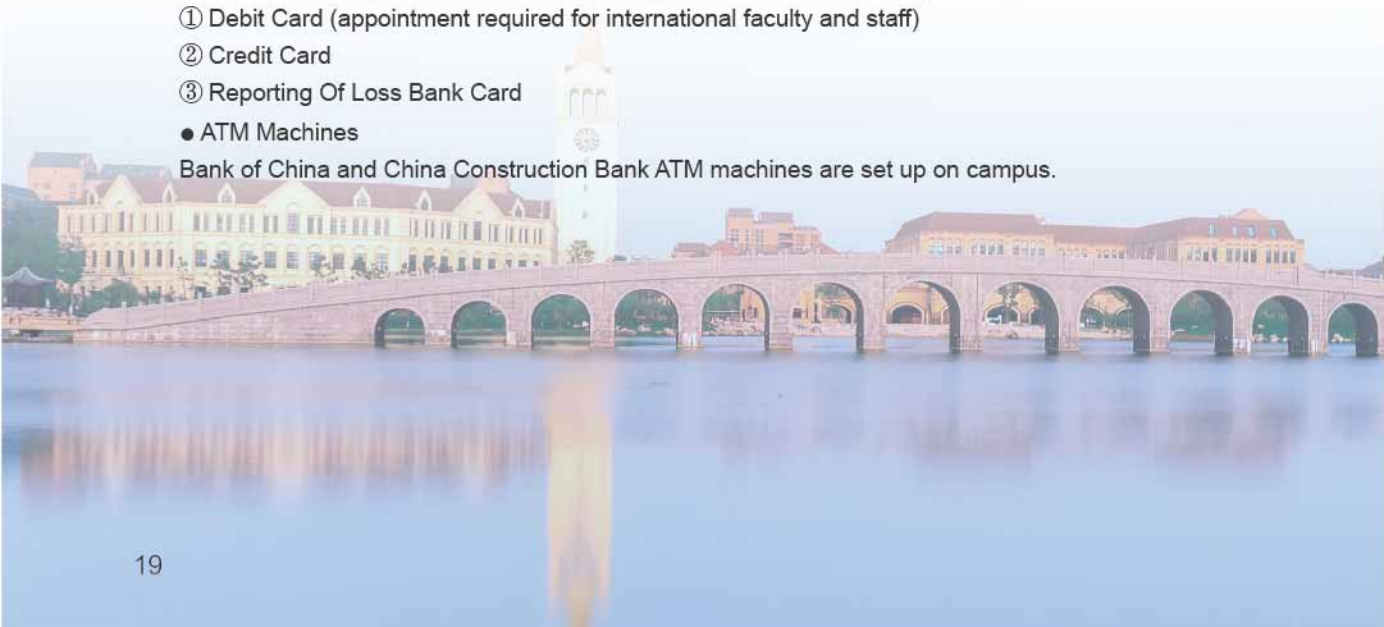 ① Debit Card (appointment required for international faculty and staff)
② Credit Card
③ Reporting Of Loss Bank Card
● ATM Machines
Bank of China and China Construction Bank ATM machines are set up on campus.
19